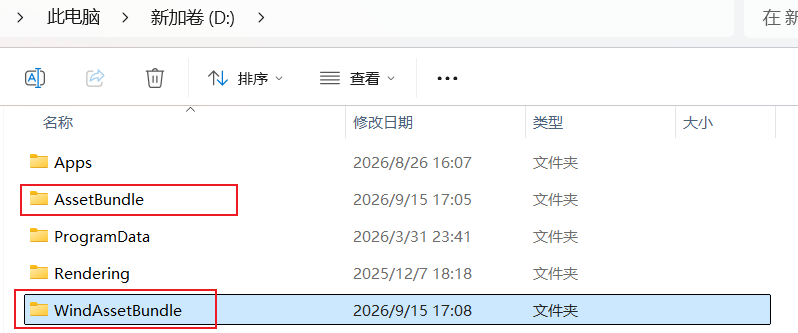 此电脑 新加卷 (D:) 在 新
排序 查看
名称 修改日期 类型 大小
Apps 2026/8/26 16:07 文件夹
AssetBundle 2026/9/15 17:05 文件夹
ProgramData 2026/3/31 23:41 文件夹
Rendering 2025/12/7 18:18 文件夹
WindAssetBundle 2026/9/15 17:08 文件夹